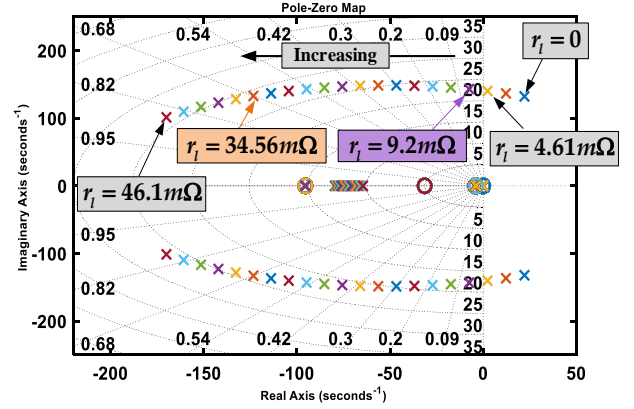 Pole-Zero Map
0.68 0.54 0.42 0.3 0.2 0.09 35
30
25
20
15
10
5
0.82
0.95
Increasing
r_l = 0
r_l = 34.56mΩ
r_l = 9.2mΩ
r_l = 4.61mΩ
r_l = 46.1mΩ
5
10
15
20
25
30
35
0.95
0.82
0.68 0.54 0.42 0.3 0.2 0.09
200
100
0
-100
-200
Imaginary Axis (seconds⁻¹)
-200 -150 -100 -50 0 50
Real Axis (seconds⁻¹)